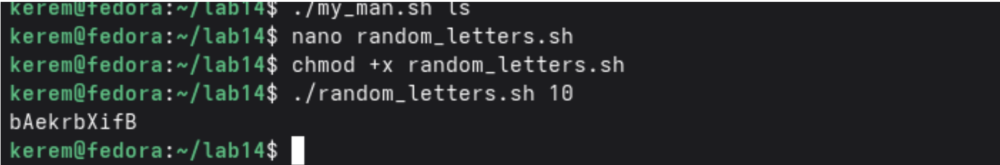 kerem@fedora:~/lab14$ ./my_man.sh ls
kerem@fedora:~/lab14$ nano random_letters.sh
kerem@fedora:~/lab14$ chmod +x random_letters.sh
kerem@fedora:~/lab14$ ./random_letters.sh 10
bAekrbXifB
kerem@fedora:~/lab14$